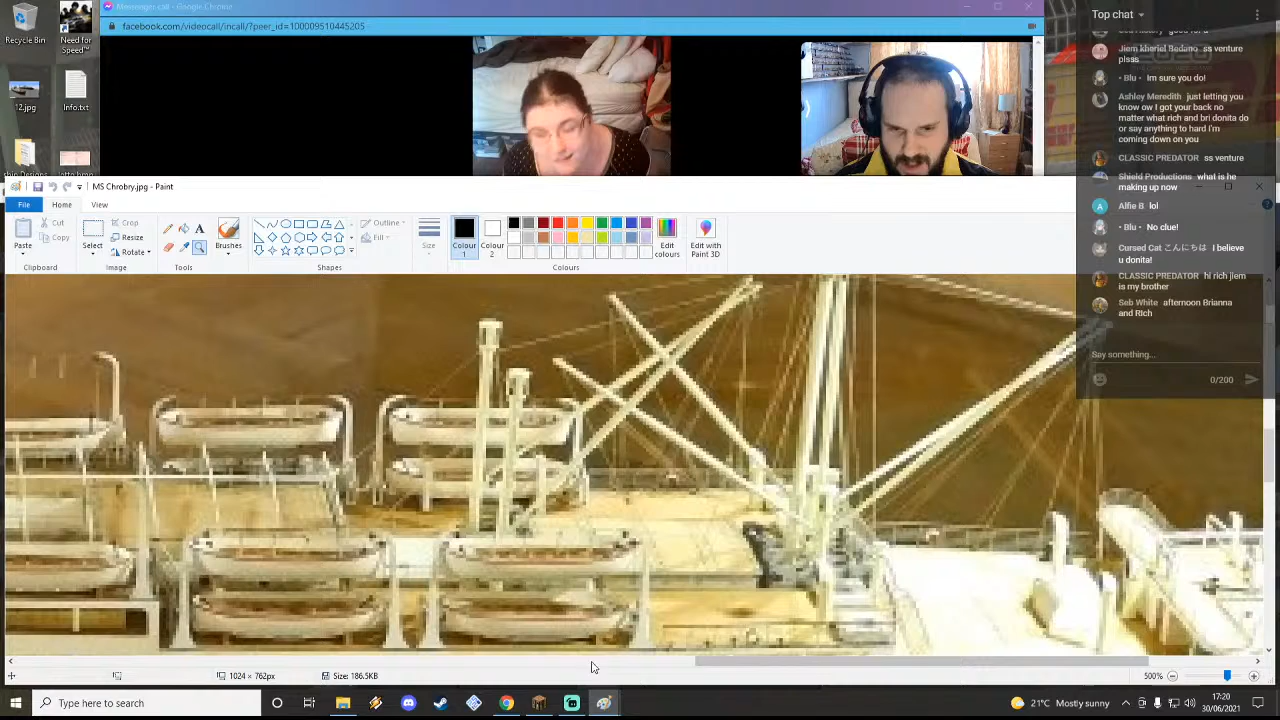 Recycle Bin
Need for
Speed™
12.jpg
Info.txt
Messenger call - Google Chrome
facebook.com/videocall/incall/?peer_id=100009510445205
Top chat
Jiem kheriel Bedano ss venture
plsss
- Blu - Im sure you do!
Ashley Meredith just letting you
know ow I got your back no
matter what rich and bri donita do
or say anything to hard I'm
coming down on you
CLASSIC PREDATOR ss venture
Shield Productions what is he
making up now
Alfie B lol
- Blu - No clue!
Cursed Cat こんにちは I believe
u donita!
CLASSIC PREDATOR hi rich jiem
is my brother
Seb White afternoon Brianna
and RIch
Say something...
0/200
MS Chrobry.jpg - Paint
File Home View
Paste
Cut
Copy
Clipboard
Select
Crop
Resize
Rotate
Image
A
Tools
Brushes
Outline
Fill
Shapes
Size
Colour
1
Colour
2
Edit
colours
Edit with
Paint 3D
Colours
1024 × 762px
Size: 186.5KB
500%
Type here to search
21°C Mostly sunny
17:20
30/06/2021